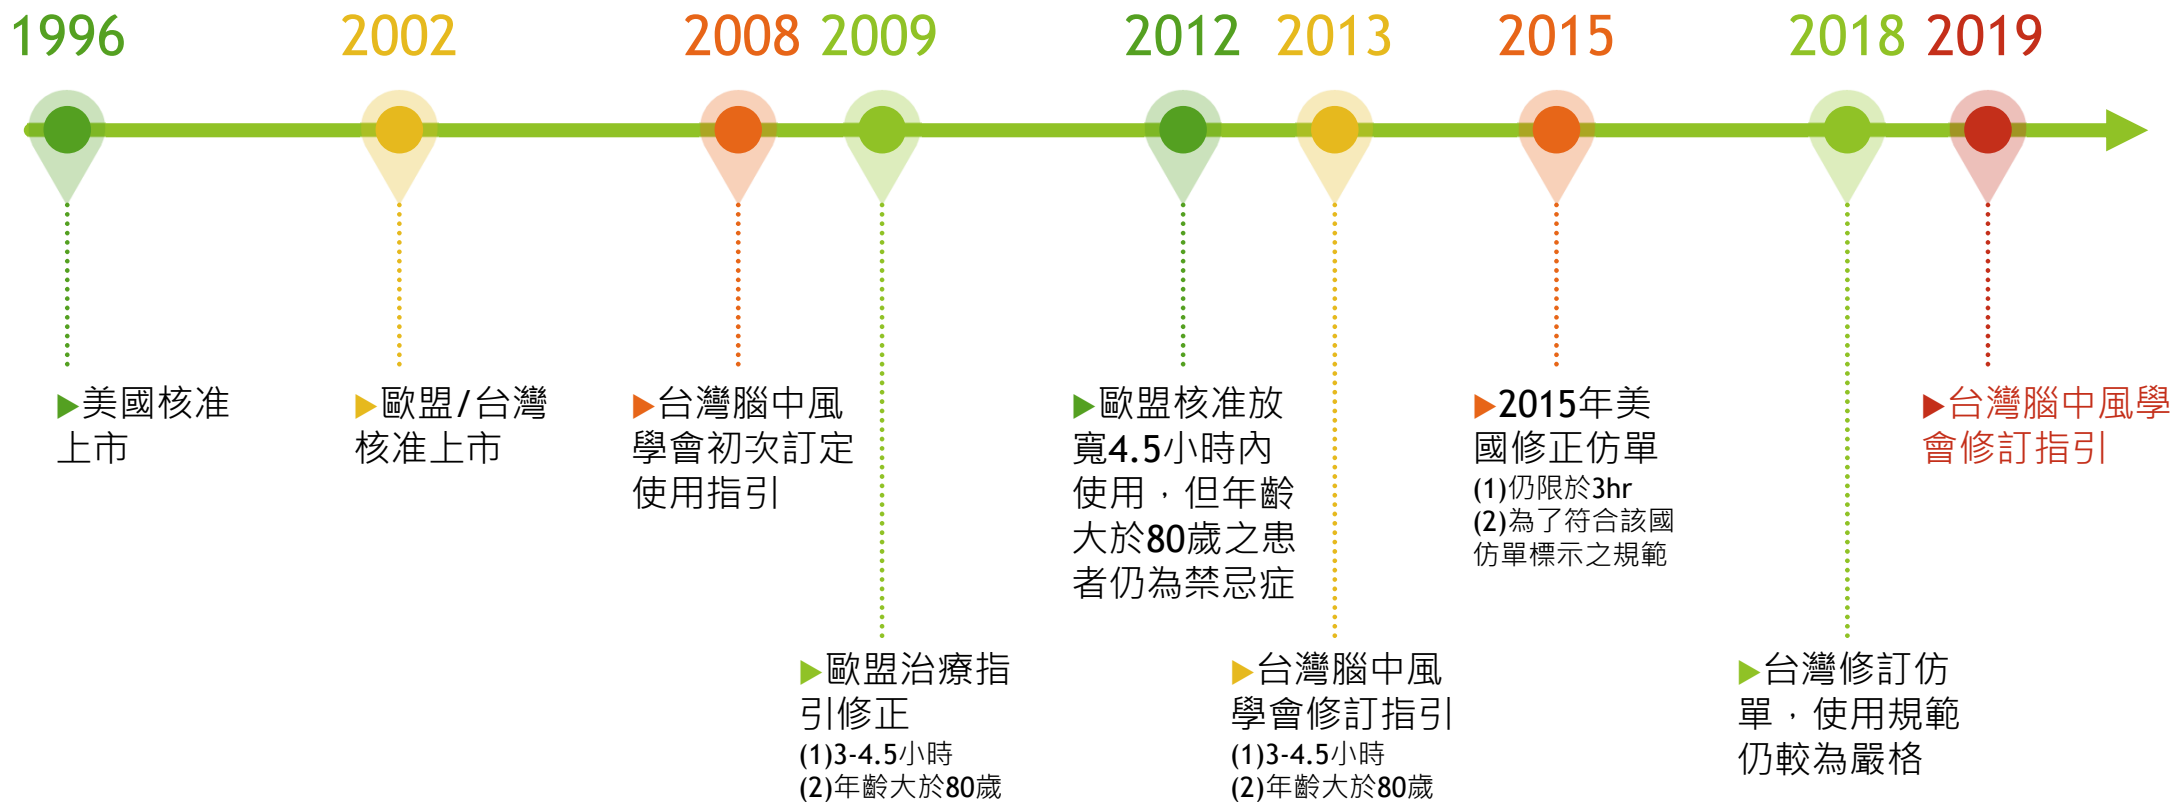 1996
2002
2008
2009
2012
2013
2015
2018
2019
▶美國核准
上市
▶歐盟/台灣
核准上市
▶台灣腦中風
學會初次訂定
使用指引
▶歐盟治療指
引修正
(1)3-4.5小時
(2)年齡大於80歲
▶歐盟核准放
寬4.5小時內
使用，但年齡
大於80歲之患
者仍為禁忌症
▶台灣腦中風
學會修訂指引
(1)3-4.5小時
(2)年齡大於80歲
▶2015年美
國修正仿單
(1)仍限於3hr
(2)為了符合該國
仿單標示之規範
▶台灣修訂仿
單，使用規範
仍較為嚴格
▶台灣腦中風學
會修訂指引